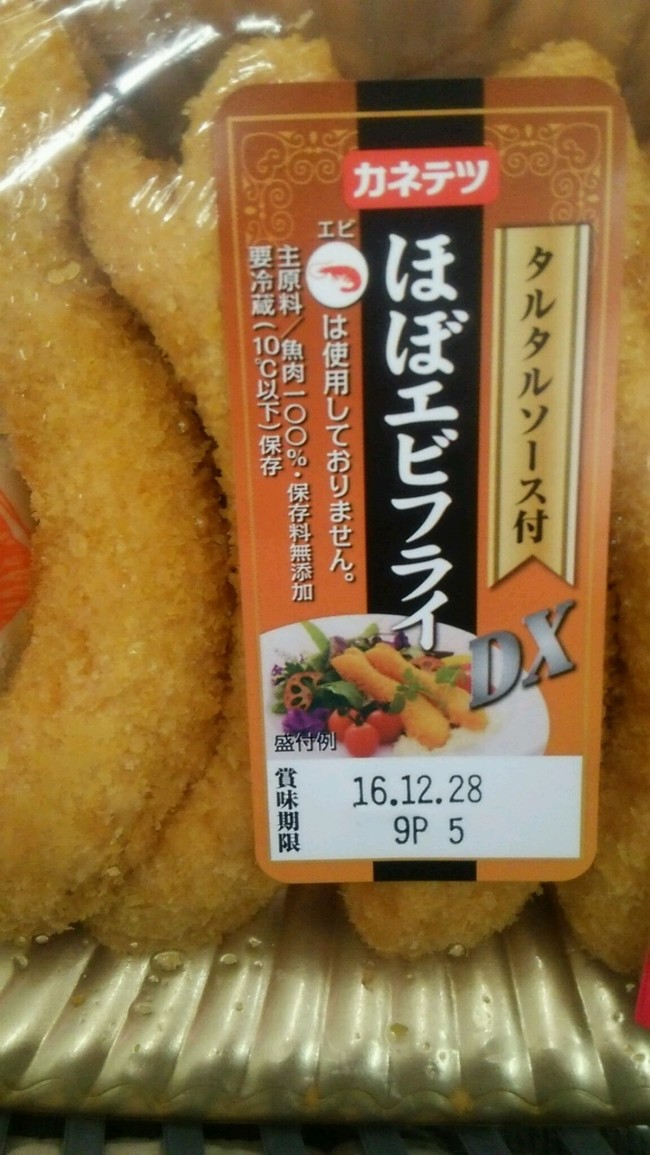 カネテツ
タルタルソース付
ほぼエビフライ
DX
エビ
は使用しておりません。
主原料/魚肉一〇〇%・保存料無添加
要冷蔵(10℃以下)保存
盛付例
賞味期限
16.12.28
9P 5